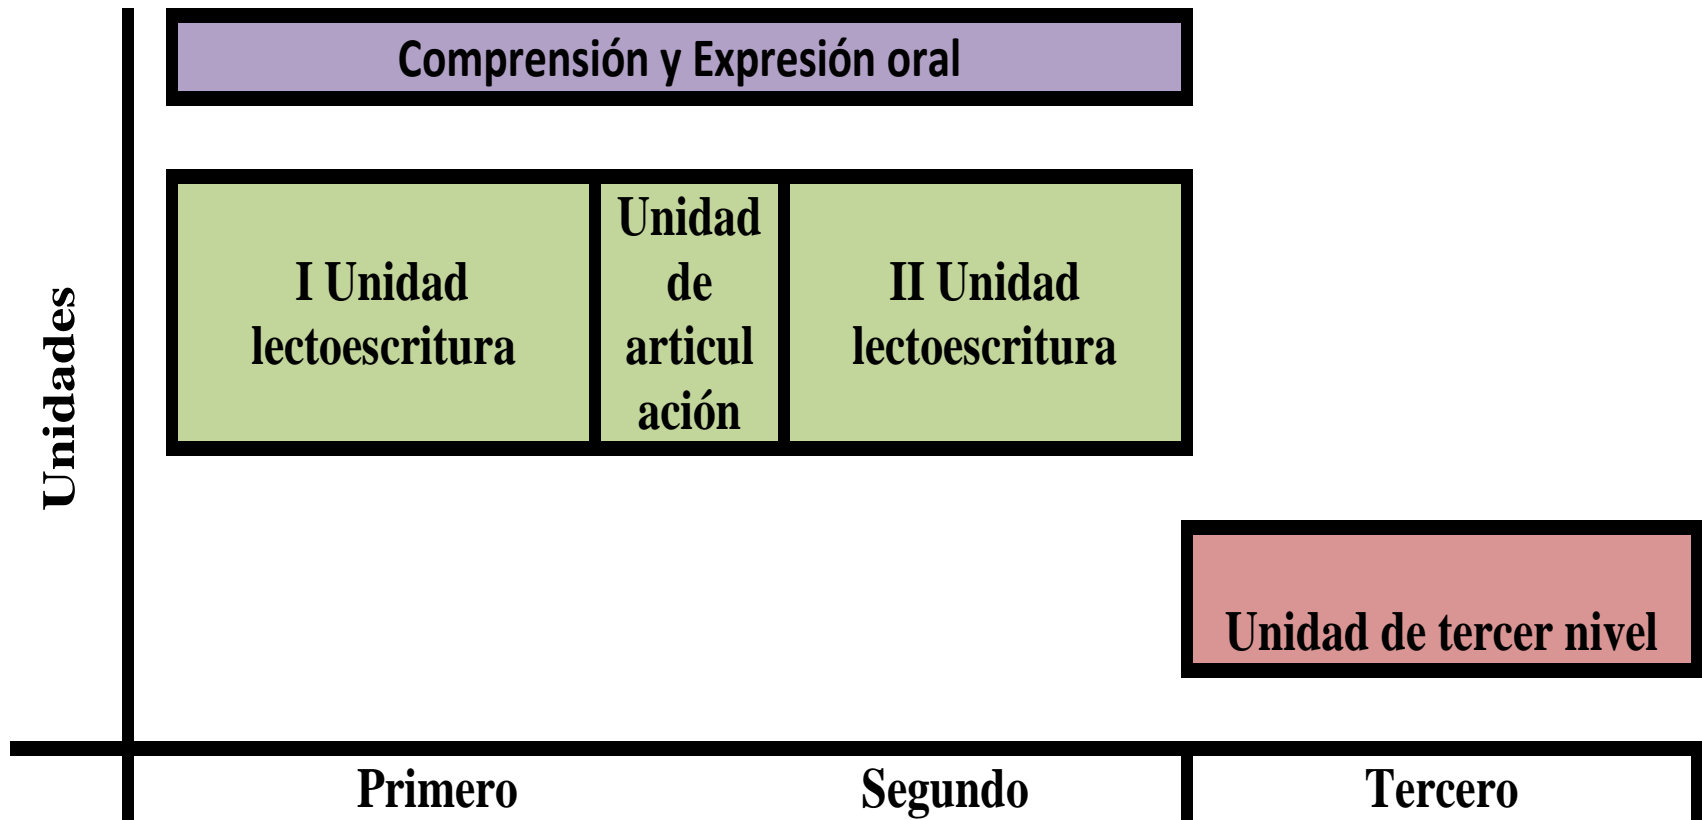 Comprensión y Expresión oral
I Unidad
lectoescritura
Unidad
de
articul
ación
II Unidad
lectoescritura
Unidades
Unidad de tercer nivel
Primero
Segundo
Tercero